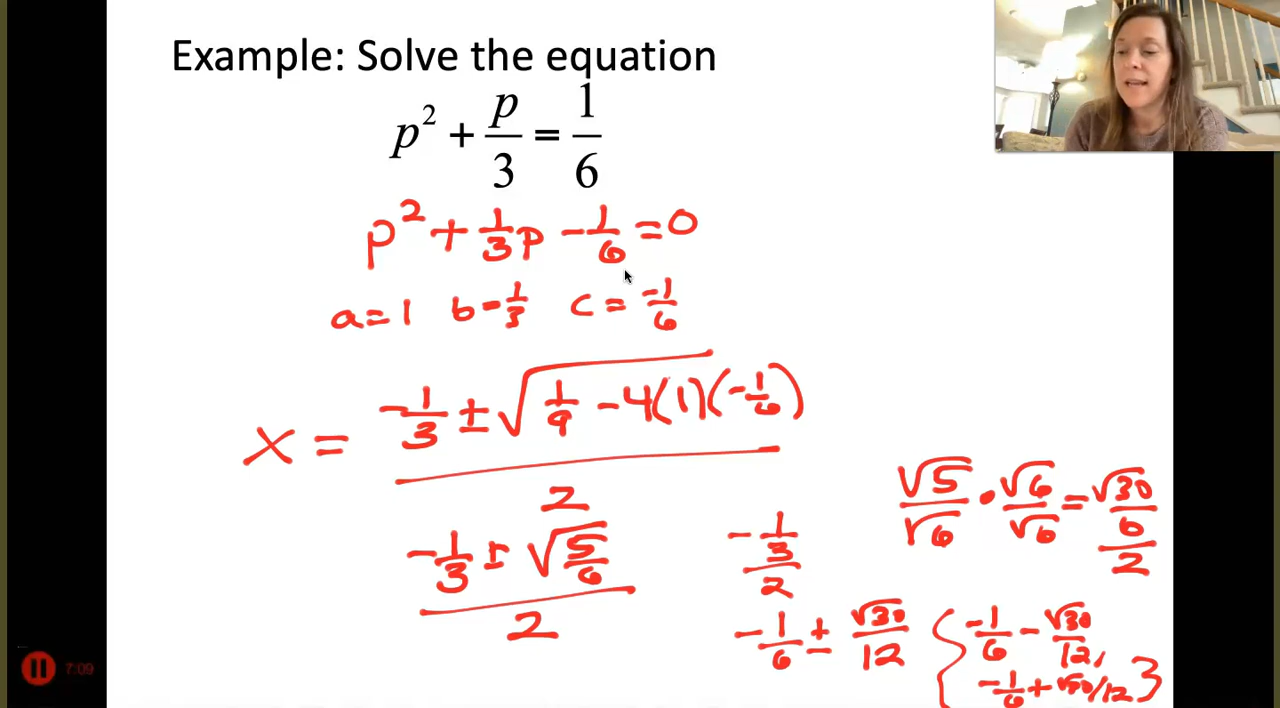 Example: Solve the equation
p² + p/3 = 1/6
p² + 1/3 p - 1/6 = 0
a = 1 b - 1/3 c = -1/6
x = (-1/3 ± √(1/9 - 4(1)(-1/6)))/2
(-1/3 ± √(5/6))/2
(-1/3)/2
√5/√6 • √6/√6 = (√30/6)/2
-1/6 ± √30/12
{-1/6 - √30/12,
-1/6 + √30/12}
7:09